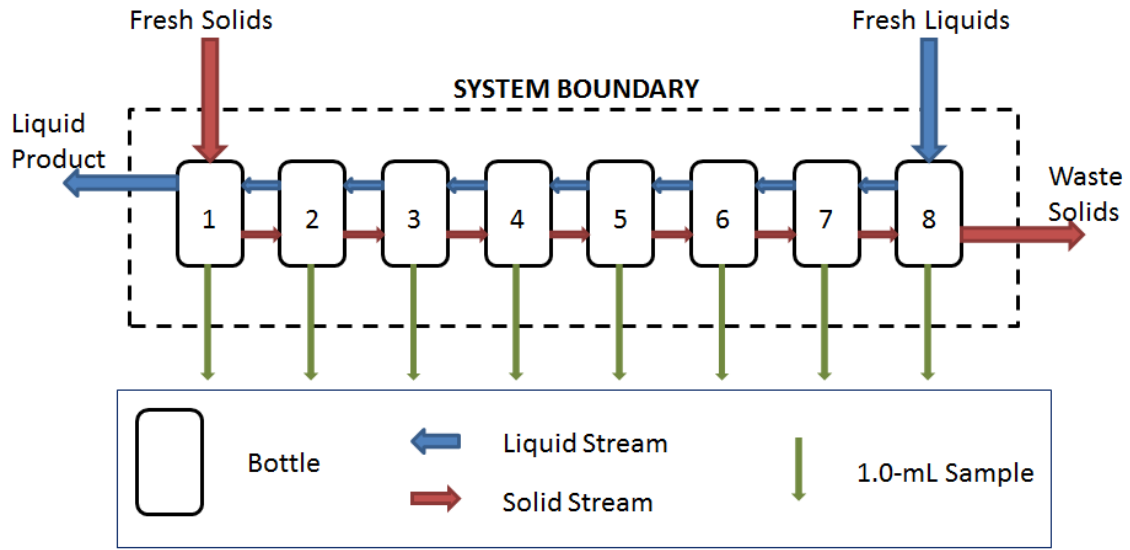 Fresh Solids
Fresh Liquids
SYSTEM BOUNDARY
Liquid
Product
1
2
3
4
5
6
7
8
Waste
Solids
Bottle
Liquid Stream
Solid Stream
1.0-mL Sample